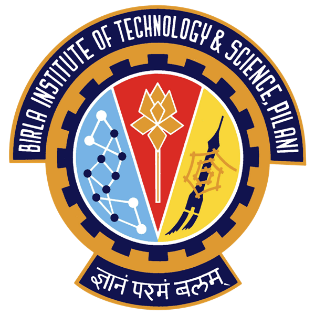 BIRLA INSTITUTE OF TECHNOLOGY & SCIENCE, PILANI
ज्ञानं परमं बलम्